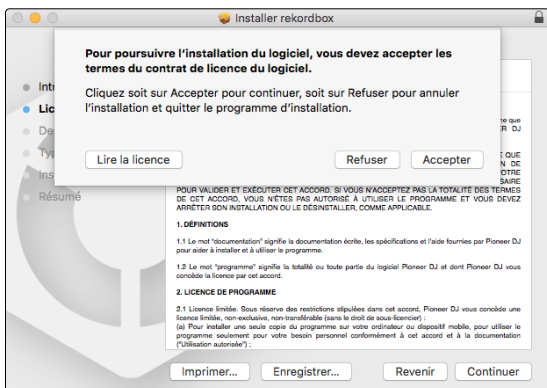 Installer rekordbox
Pour poursuivre l'installation du logiciel, vous devez accepter les
termes du contrat de licence du logiciel.
Cliquez soit sur Accepter pour continuer, soit sur Refuser pour annuler
l'installation et quitter le programme d'installation.
Lire la licence
Refuser
Accepter
Int
Lic
De
Typ
Ins
Résumé
POUR VALIDER ET EXÉCUTER CET ACCORD. SI VOUS N'ACCEPTEZ PAS LA TOTALITÉ DES TERMES
DE CET ACCORD, VOUS N'ÊTES PAS AUTORISÉ À UTILISER LE PROGRAMME ET VOUS DEVEZ
ARRÊTER SON INSTALLATION OU LE DÉSINSTALLER, COMME APPLICABLE.
1. DÉFINITIONS
1.1 Le mot "documentation" signifie la documentation écrite, les spécifications et l'aide fournies par Pioneer DJ
pour aider à installer et à utiliser le programme.
1.2 Le mot "programme" signifie la totalité ou toute partie du logiciel Pioneer DJ et dont Pioneer DJ vous
concède la licence par cet accord.
2. LICENCE DE PROGRAMME
2.1 Licence limitée. Sous réserve des restrictions stipulées dans cet accord, Pioneer DJ vous concède une
licence limitée, non-exclusive, non-transférable (sans le droit de sous-licencier) :
(a) Pour installer une seule copie du programme sur votre ordinateur ou dispositif mobile, pour utiliser le
programme seulement pour votre besoin personnel conformément à cet accord et à la documentation
("Utilisation autorisée") ;
Imprimer...
Enregistrer...
Revenir
Continuer